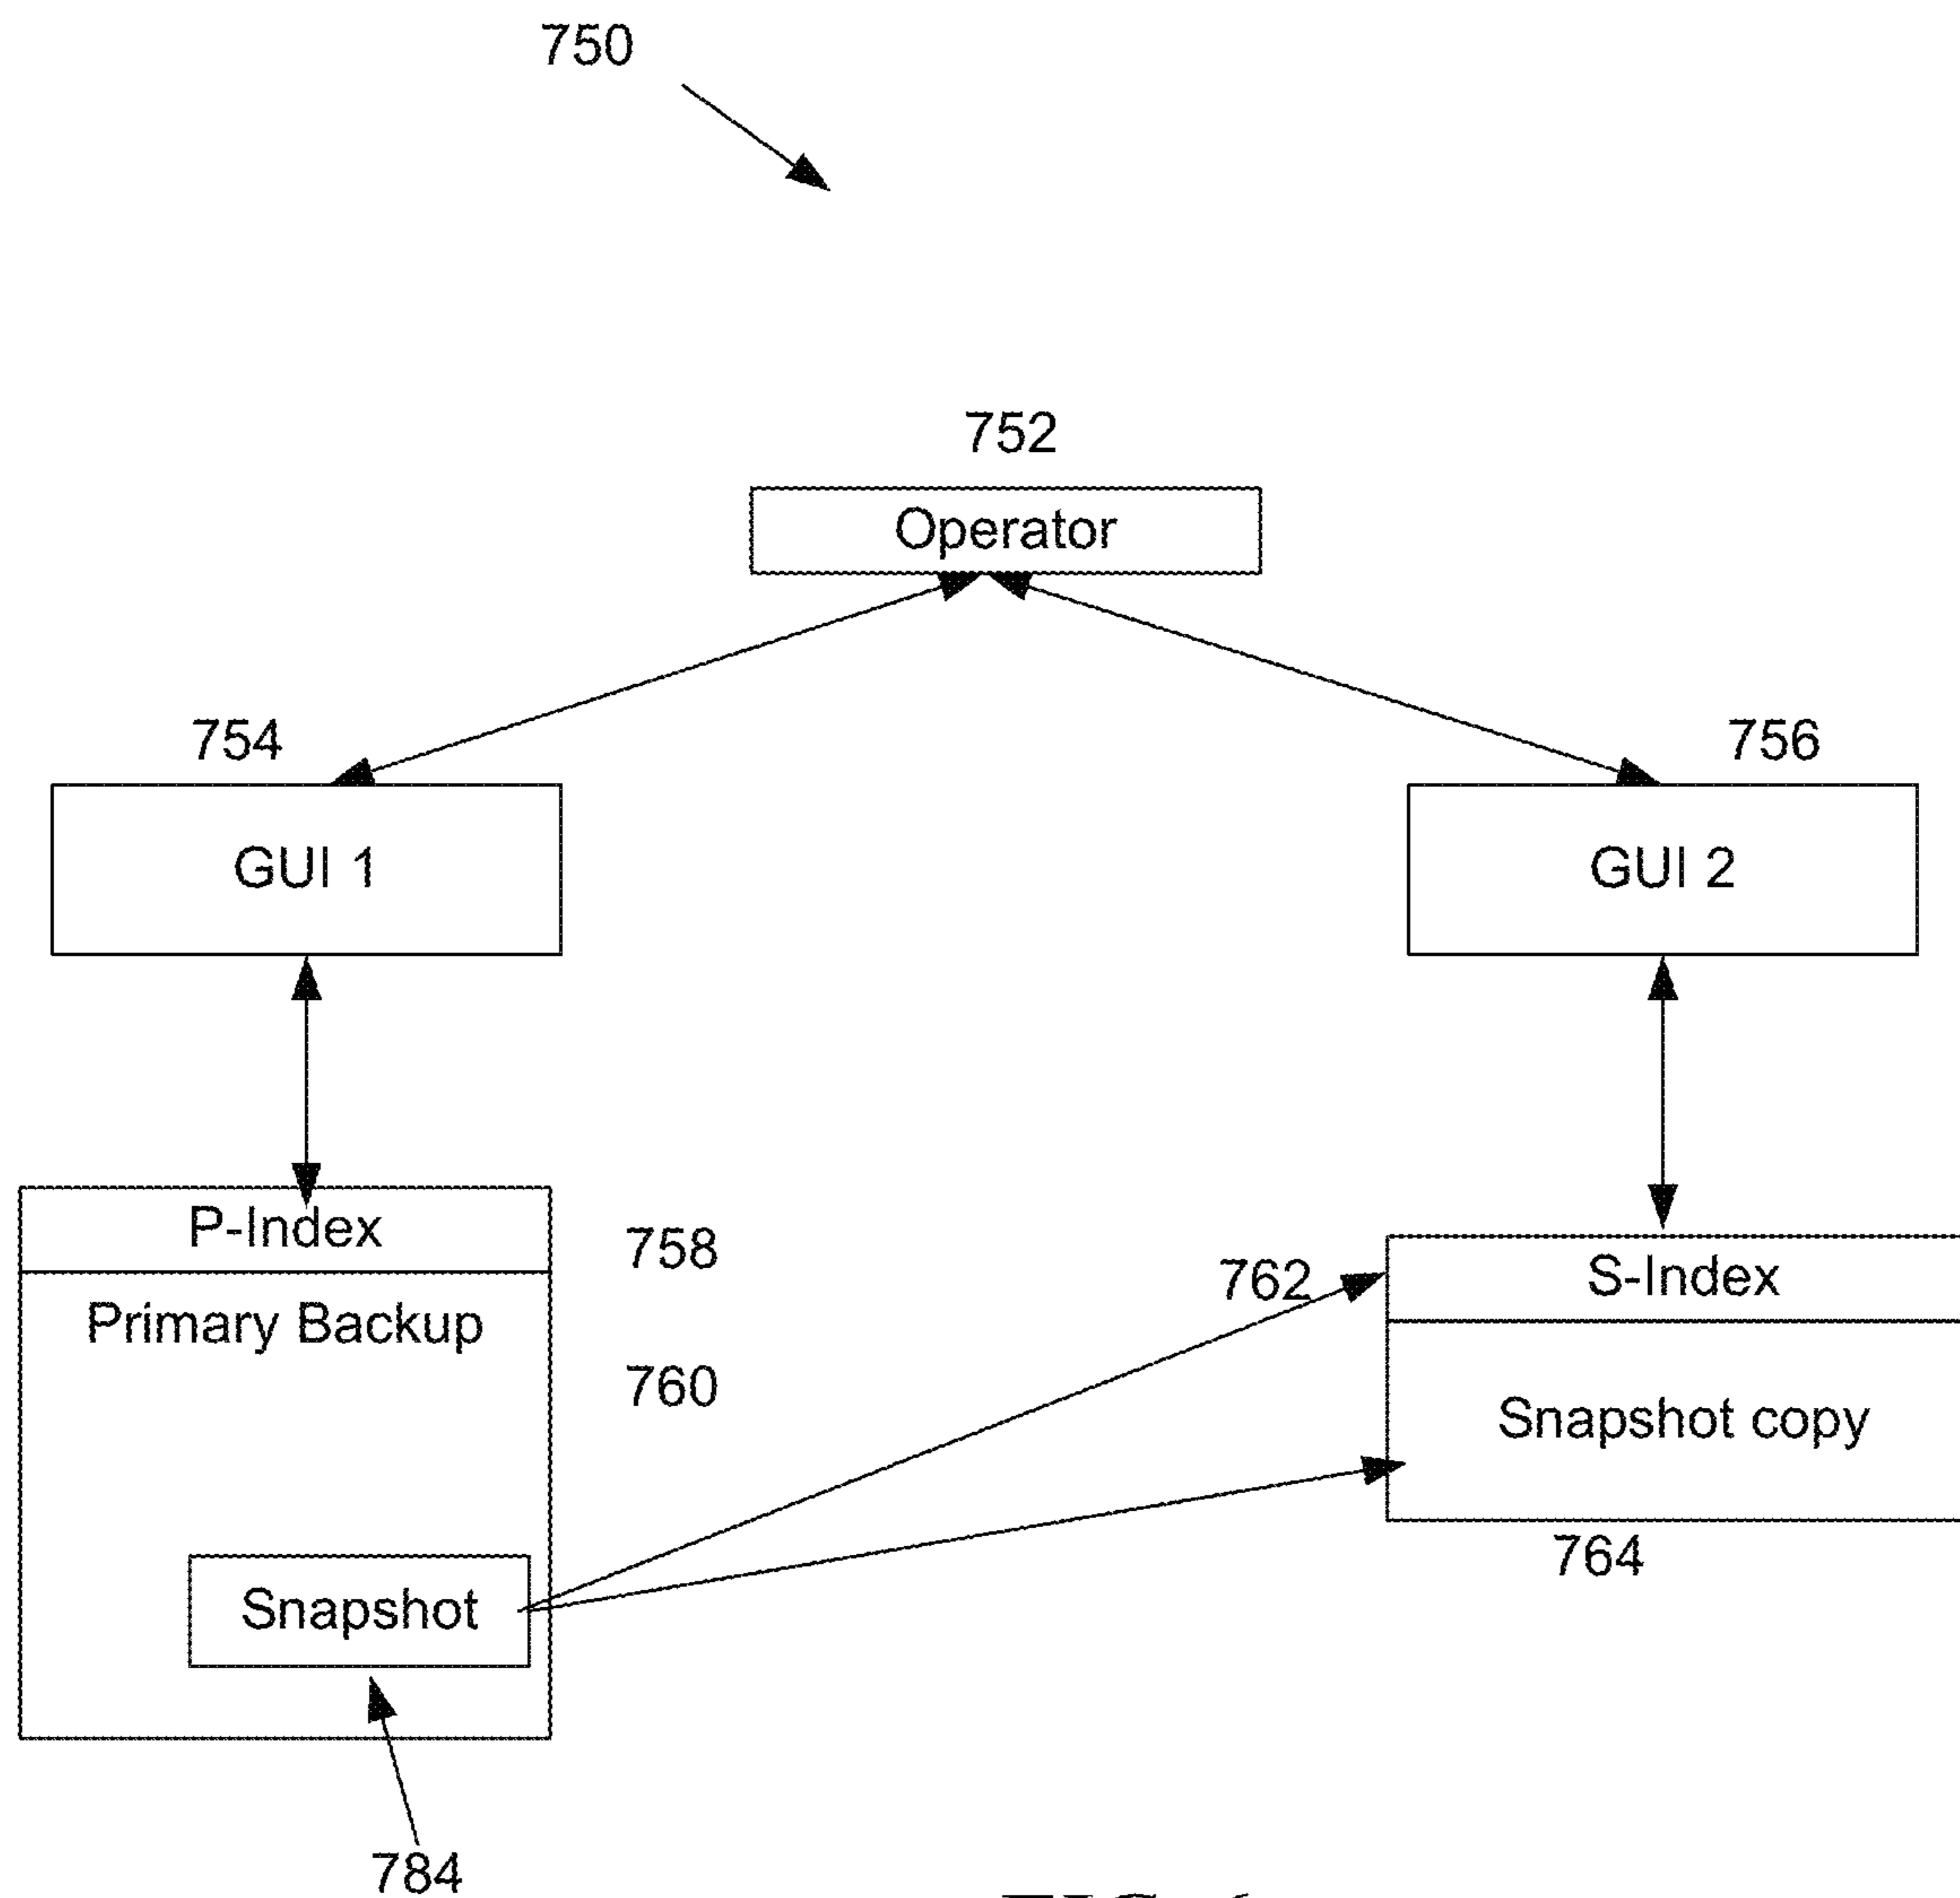 750
752
Operator
754
756
GUI 1
GUI 2
P-Index
758
762
S-Index
Primary Backup
760
Snapshot copy
764
Snapshot
784